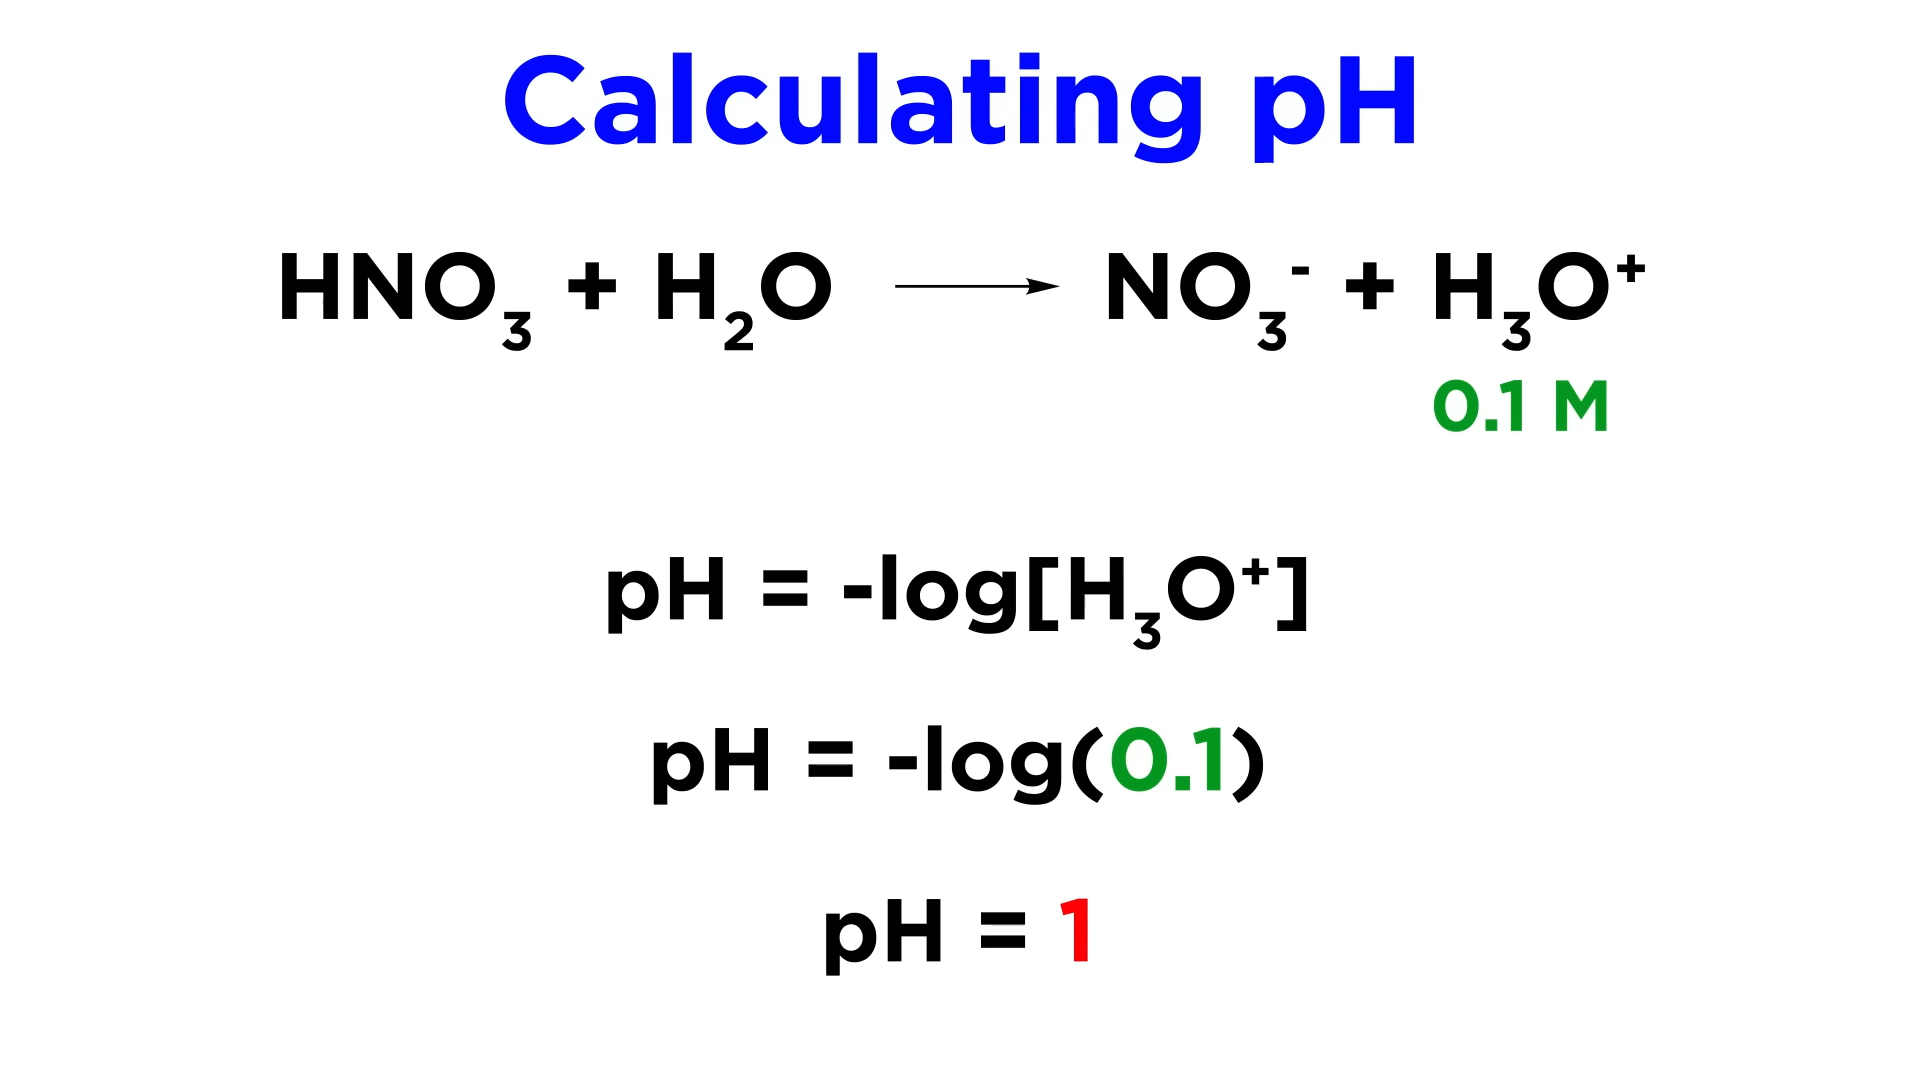 Calculating pH
HNO₃ + H₂O ⟶ NO₃⁻ + H₃O⁺
0.1 M
pH = -log[H₃O⁺]
pH = -log(0.1)
pH = 1